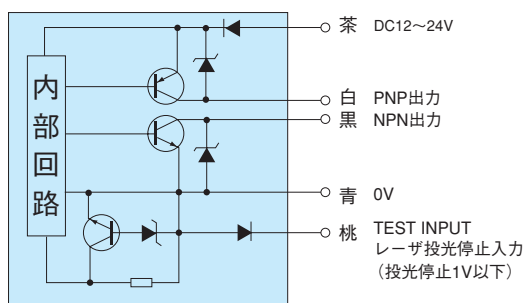 内部回路
茶 DC12～24V
白 PNP出力
黒 NPN出力
青 0V
桃 TEST INPUT
レーザ投光停止入力
（投光停止1V以下）